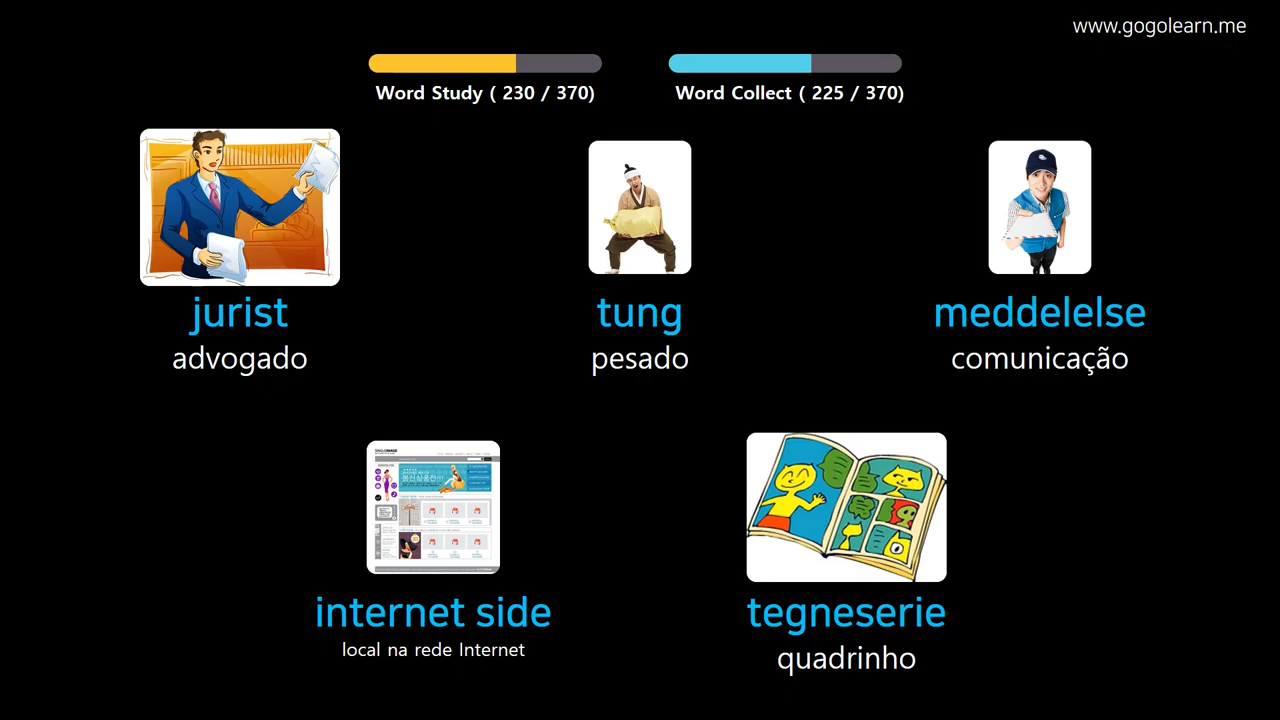 www.gogolearn.me
Word Study ( 230 / 370)
Word Collect ( 225 / 370)
jurist
advogado
tung
pesado
meddelelse
comunicação
internet side
local na rede Internet
tegneserie
quadrinho